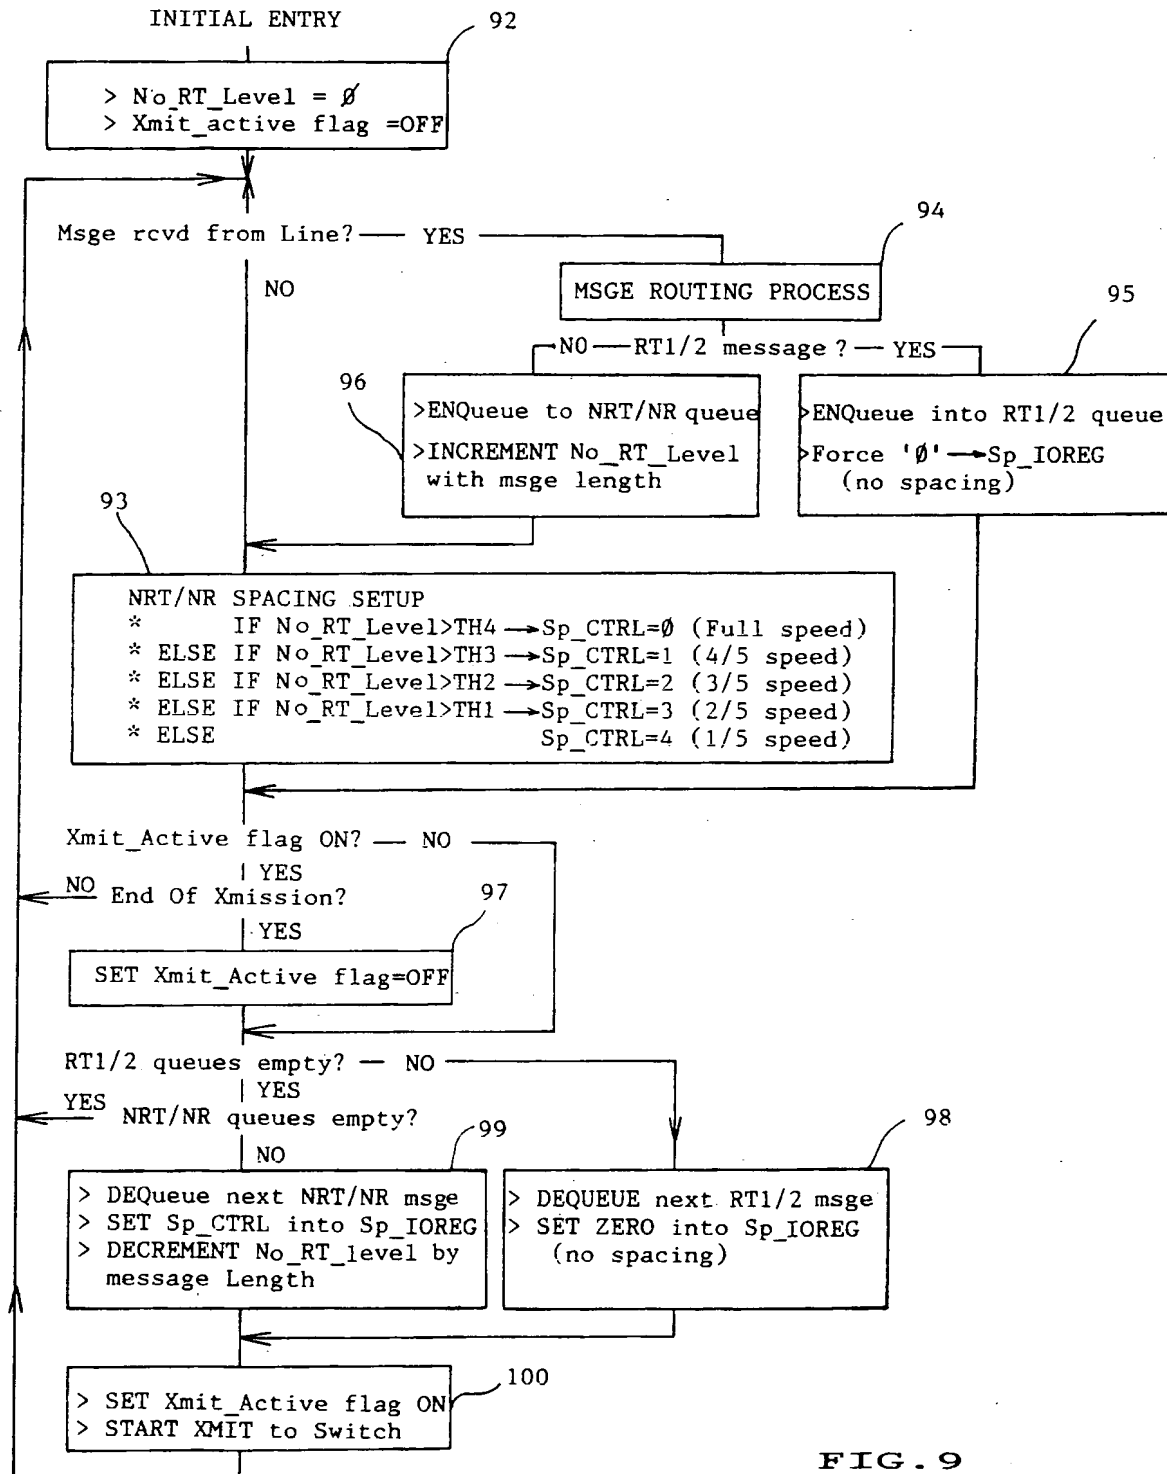 INITIAL ENTRY
92
> No_RT_Level = Ø
> Xmit_active flag =OFF
Msge rcvd from Line? YES
94
NO
MSGE ROUTING PROCESS
95
NO RT1/2 message ? YES
96
>ENQueue to NRT/NR queue
>INCREMENT No_RT_Level
with msge length
>ENQueue into RT1/2 queue
>Force 'Ø'→Sp_IOREG
(no spacing)
93
NRT/NR SPACING SETUP
* IF No_RT_Level>TH4→Sp_CTRL=Ø (Full speed)
* ELSE IF No_RT_Level>TH3→Sp_CTRL=1 (4/5 speed)
* ELSE IF No_RT_Level>TH2→Sp_CTRL=2 (3/5 speed)
* ELSE IF No_RT_Level>TH1→Sp_CTRL=3 (2/5 speed)
* ELSE Sp_CTRL=4 (1/5 speed)
Xmit_Active flag ON? NO
YES
NO End Of Xmission?
97
YES
SET Xmit_Active flag=OFF
RT1/2 queues empty? NO
YES
YES NRT/NR queues empty?
99
98
NO
> DEQueue next NRT/NR msge
> SET Sp_CTRL into Sp_IOREG
> DECREMENT No_RT_level by
message Length
> DEQUEUE next RT1/2 msge
> SET ZERO into Sp_IOREG
(no spacing)
100
> SET Xmit_Active flag ON
> START XMIT to Switch
FIG.9